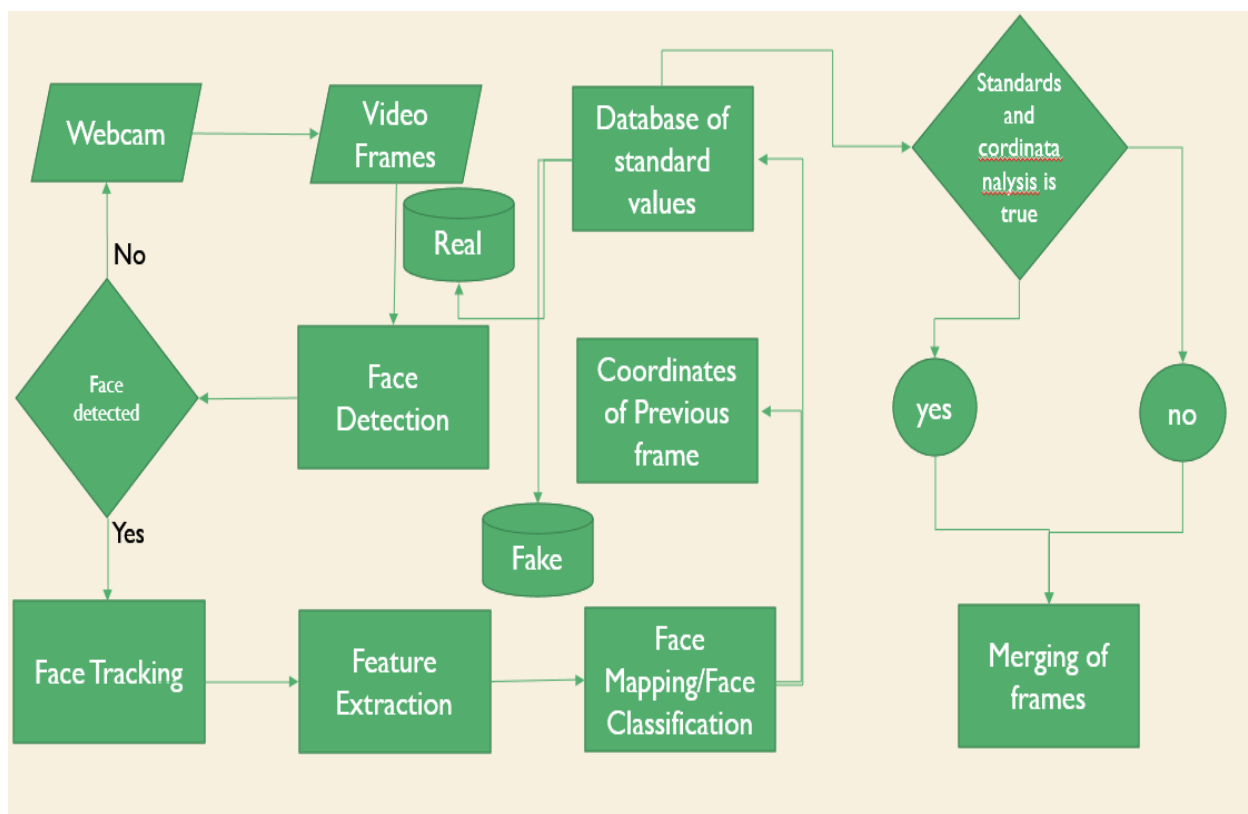 Webcam
Video
Frames
Real
No
Face
detected
Face
Detection
Yes
Face Tracking
Feature
Extraction
Face
Mapping/Face
Classification
Database of
standard
values
Coordinates
of Previous
frame
Fake
Standards
and
cordinata
nalysis is
true
yes
no
Merging of
frames